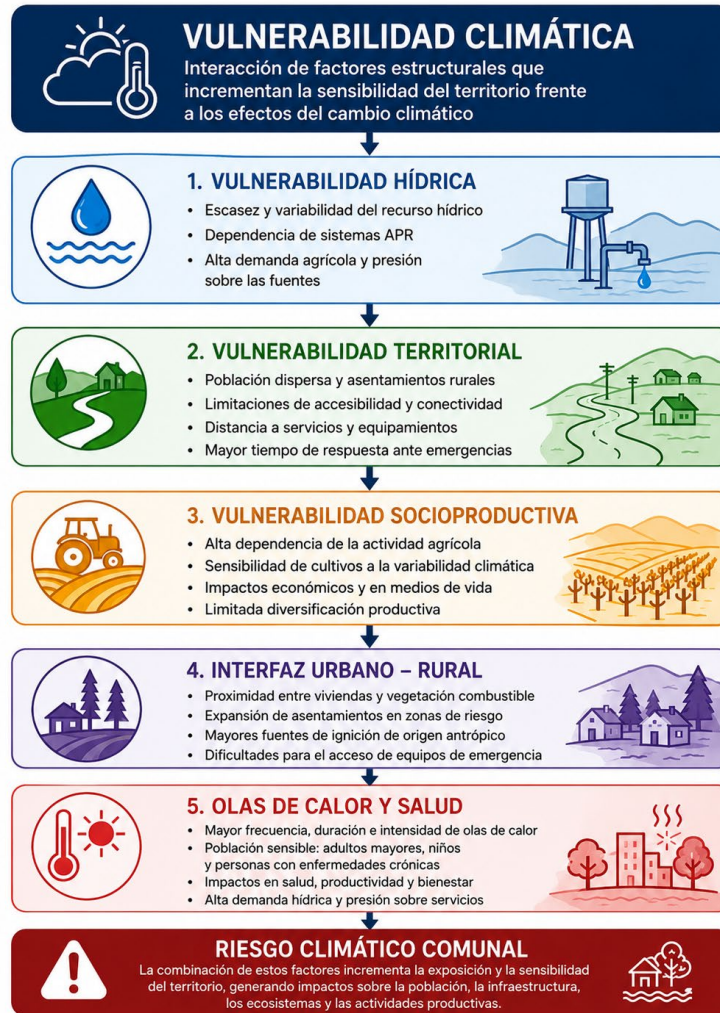 VULNERABILIDAD CLIMÁTICA
Interacción de factores estructurales que
incrementan la sensibilidad del territorio frente
a los efectos del cambio climático
1. VULNERABILIDAD HÍDRICA
• Escasez y variabilidad del recurso hídrico
• Dependencia de sistemas APR
• Alta demanda agrícola y presión
sobre las fuentes
2. VULNERABILIDAD TERRITORIAL
• Población dispersa y asentamientos rurales
• Limitaciones de accesibilidad y conectividad
• Distancia a servicios y equipamientos
• Mayor tiempo de respuesta ante emergencias
3. VULNERABILIDAD SOCIOPRODUCTIVA
• Alta dependencia de la actividad agrícola
• Sensibilidad de cultivos a la variabilidad climática
• Impactos económicos y en medios de vida
• Limitada diversificación productiva
4. INTERFAZ URBANO – RURAL
• Proximidad entre viviendas y vegetación combustible
• Expansión de asentamientos en zonas de riesgo
• Mayores fuentes de ignición de origen antrópico
• Dificultades para el acceso de equipos de emergencia
5. OLAS DE CALOR Y SALUD
• Mayor frecuencia, duración e intensidad de olas de calor
• Población sensible: adultos mayores, niños
y personas con enfermedades crónicas
• Impactos en salud, productividad y bienestar
• Alta demanda hídrica y presión sobre servicios
RIESGO CLIMÁTICO COMUNAL
La combinación de estos factores incrementa la exposición y la sensibilidad
del territorio, generando impactos sobre la población, la infraestructura,
los ecosistemas y las actividades productivas.